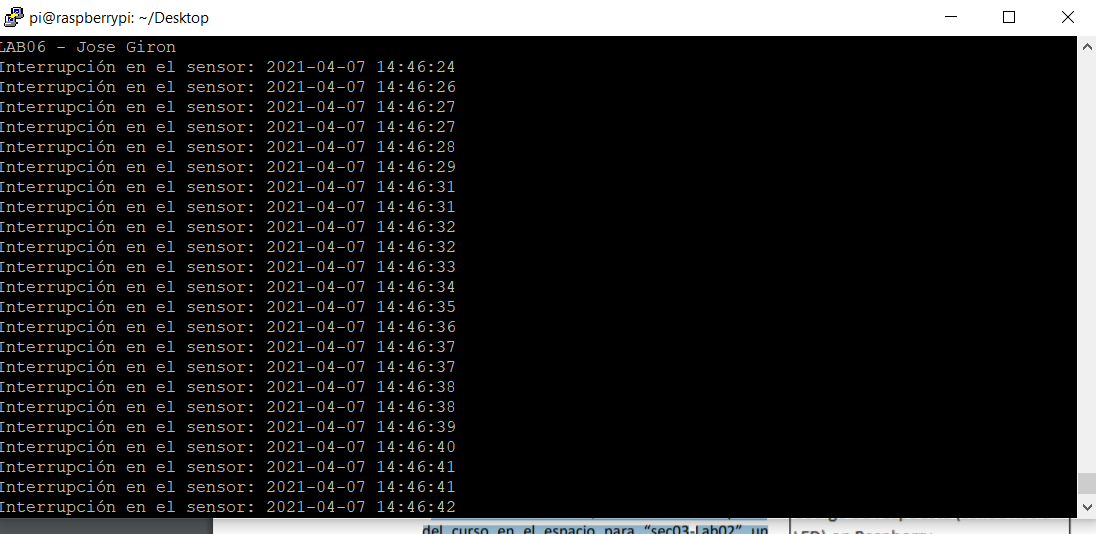 pi@raspberrypi: ~/Desktop
LAB06 - Jose Giron
Interrupción en el sensor: 2021-04-07 14:46:24
Interrupción en el sensor: 2021-04-07 14:46:26
Interrupción en el sensor: 2021-04-07 14:46:27
Interrupción en el sensor: 2021-04-07 14:46:27
Interrupción en el sensor: 2021-04-07 14:46:28
Interrupción en el sensor: 2021-04-07 14:46:29
Interrupción en el sensor: 2021-04-07 14:46:31
Interrupción en el sensor: 2021-04-07 14:46:31
Interrupción en el sensor: 2021-04-07 14:46:32
Interrupción en el sensor: 2021-04-07 14:46:32
Interrupción en el sensor: 2021-04-07 14:46:33
Interrupción en el sensor: 2021-04-07 14:46:34
Interrupción en el sensor: 2021-04-07 14:46:35
Interrupción en el sensor: 2021-04-07 14:46:36
Interrupción en el sensor: 2021-04-07 14:46:37
Interrupción en el sensor: 2021-04-07 14:46:37
Interrupción en el sensor: 2021-04-07 14:46:38
Interrupción en el sensor: 2021-04-07 14:46:38
Interrupción en el sensor: 2021-04-07 14:46:39
Interrupción en el sensor: 2021-04-07 14:46:40
Interrupción en el sensor: 2021-04-07 14:46:41
Interrupción en el sensor: 2021-04-07 14:46:41
Interrupción en el sensor: 2021-04-07 14:46:42
del curso en el espacio para “sec03-Lab02” un